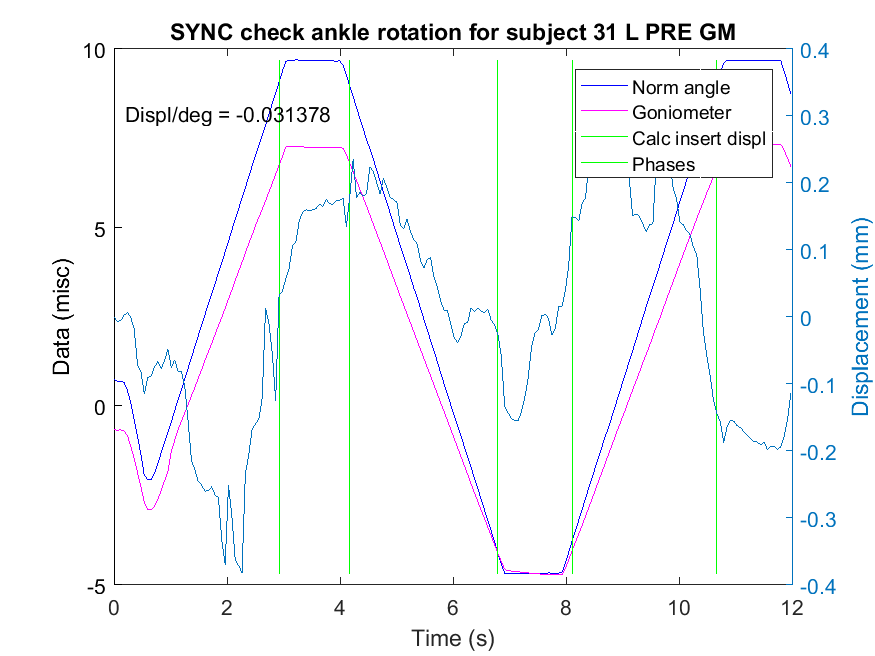 SYNC check ankle rotation for subject 31 L PRE GM
10
5
0
-5
Data (misc)
Displ/deg = -0.031378
Norm angle
Goniometer
Calc insert displ
Phases
0.4
0.3
0.2
0.1
0
-0.1
-0.2
-0.3
-0.4
Displacement (mm)
0 2 4 6 8 10 12
Time (s)